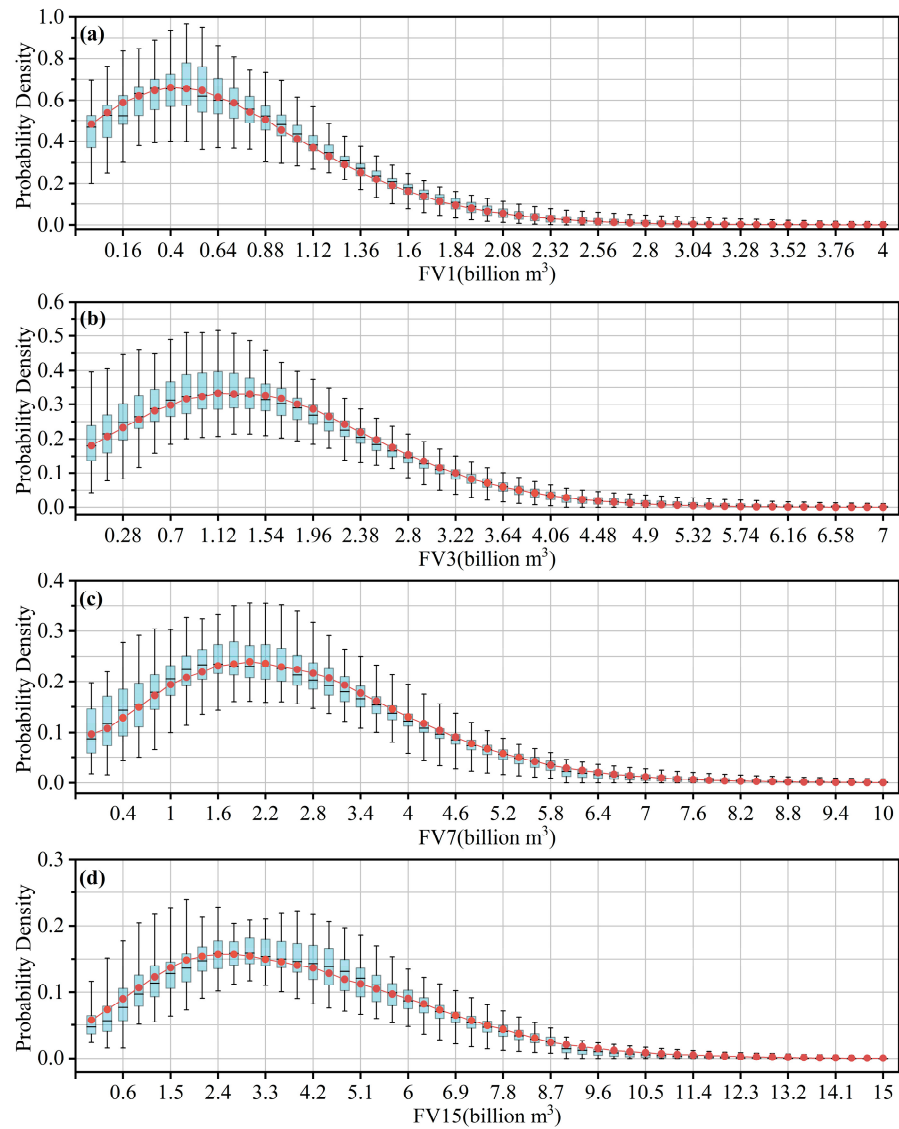 (a)
Probability Density
1.0
0.8
0.6
0.4
0.2
0.0
0.16 0.4 0.64 0.88 1.12 1.36 1.6 1.84 2.08 2.32 2.56 2.8 3.04 3.28 3.52 3.76 4
FV1(billion m³)
(b)
Probability Density
0.6
0.5
0.4
0.3
0.2
0.1
0.0
0.28 0.7 1.12 1.54 1.96 2.38 2.8 3.22 3.64 4.06 4.48 4.9 5.32 5.74 6.16 6.58 7
FV3(billion m³)
(c)
Probability Density
0.4
0.3
0.2
0.1
0.0
0.4 1 1.6 2.2 2.8 3.4 4 4.6 5.2 5.8 6.4 7 7.6 8.2 8.8 9.4 10
FV7(billion m³)
(d)
Probability Density
0.3
0.2
0.1
0.0
0.6 1.5 2.4 3.3 4.2 5.1 6 6.9 7.8 8.7 9.6 10.5 11.4 12.3 13.2 14.1 15
FV15(billion m³)